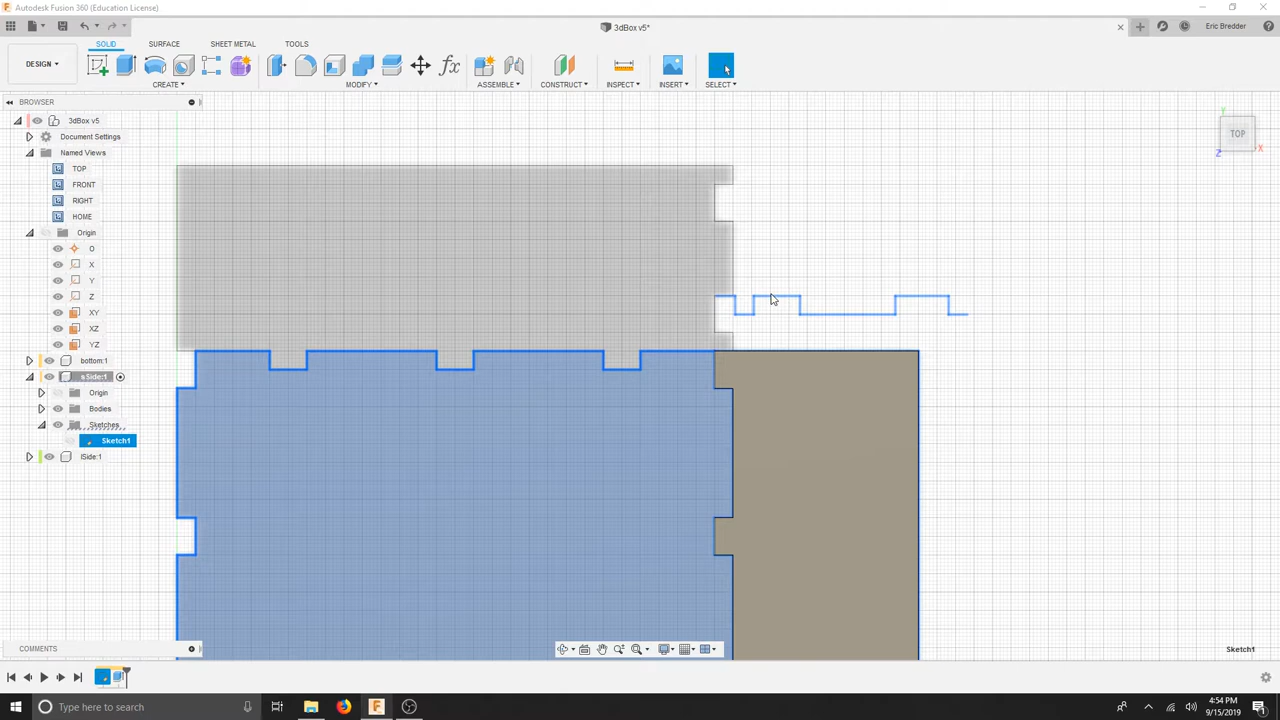 Autodesk Fusion 360 (Education License)
3dBox v5*
Eric Bredder
DESIGN
SOLID
SURFACE
SHEET METAL
TOOLS
CREATE
MODIFY
ASSEMBLE
CONSTRUCT
INSPECT
INSERT
SELECT
BROWSER
3dBox v5
Document Settings
Named Views
TOP
FRONT
RIGHT
HOME
Origin
O
X
Y
Z
XY
XZ
YZ
bottom:1
sSide:1
Origin
Bodies
Sketches
Sketch1
lSide:1
TOP
Y
X
Z
COMMENTS
Sketch1
Type here to search
4:54 PM
9/15/2019